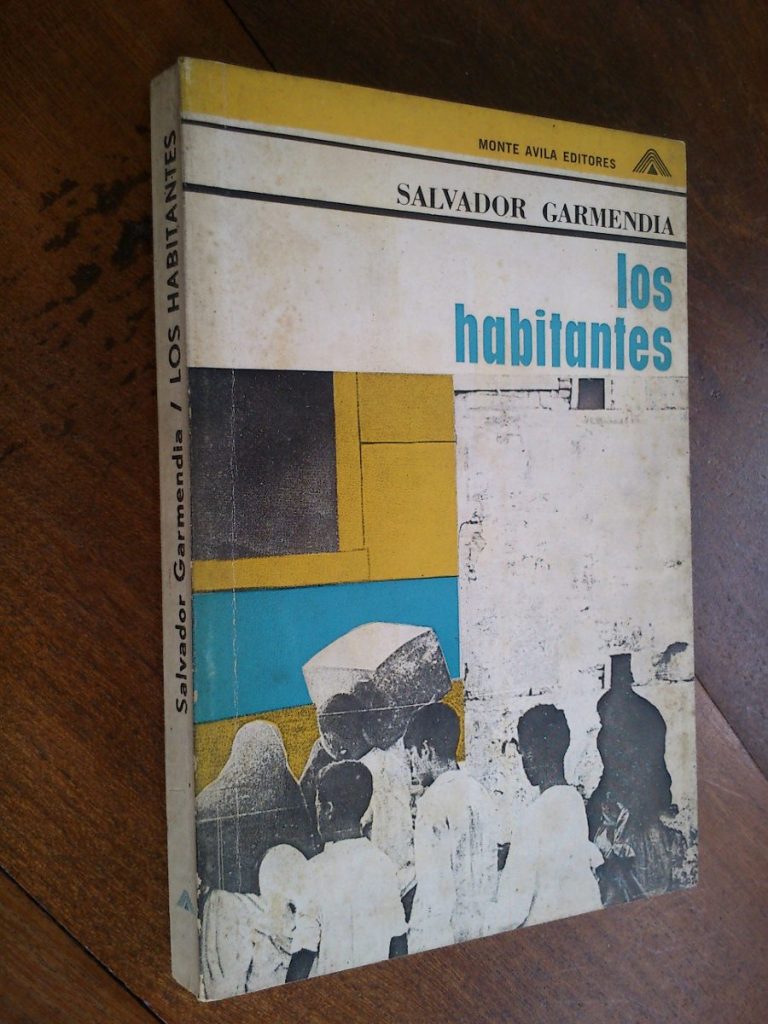 MONTE AVILA EDITORES
SALVADOR GARMENDIA
los
habitantes
Salvador Garmendia / LOS HABITANTES